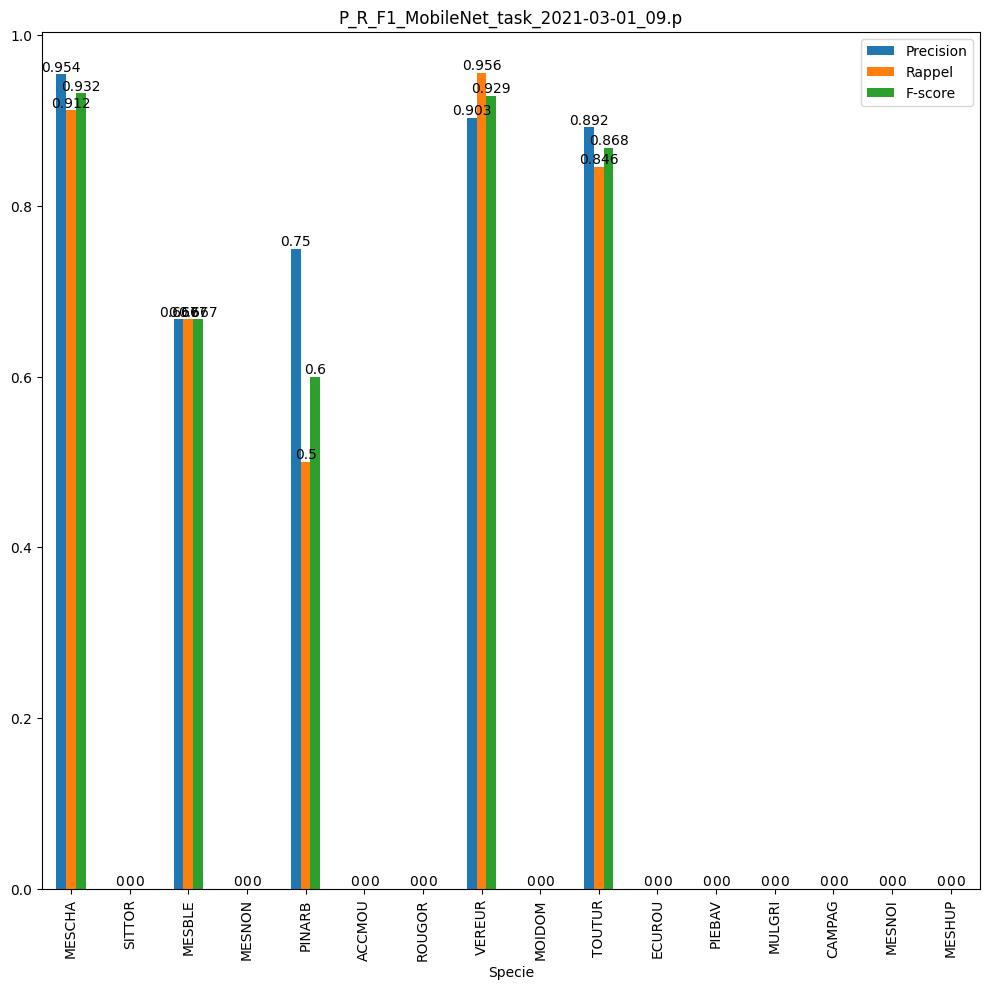 P_R_F1_MobileNet_task_2021-03-01_09.p
Precision
Rappel
F-score
1.0
0.8
0.6
0.4
0.2
0.0
0.954
0.912
0.932
0 0 0
0.667
0.667
0.667
0 0 0
0.75
0.5
0.6
0 0 0
0 0 0
0.903
0.956
0.929
0 0 0
0.892
0.846
0.868
0 0 0
0 0 0
0 0 0
0 0 0
0 0 0
0 0 0
MESCHA
SITTOR
MESBLE
MESNON
PINARB
ACCMOU
ROUGOR
VEREUR
MOIDOM
TOUTUR
ECUROU
PIEBAV
MULGRI
CAMPAG
MESNOI
MESHUP
Specie